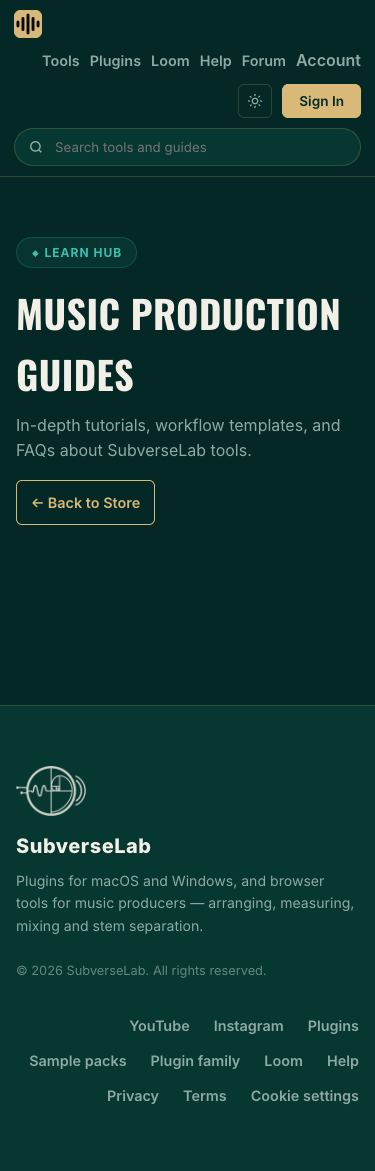 Tools Plugins Loom Help Forum Account
Sign In
Search tools and guides
LEARN HUB
MUSIC PRODUCTION
GUIDES
In-depth tutorials, workflow templates, and
FAQs about SubverseLab tools.
← Back to Store
SubverseLab
Plugins for macOS and Windows, and browser
tools for music producers — arranging, measuring,
mixing and stem separation.
© 2026 SubverseLab. All rights reserved.
YouTube Instagram Plugins
Sample packs Plugin family Loom Help
Privacy Terms Cookie settings